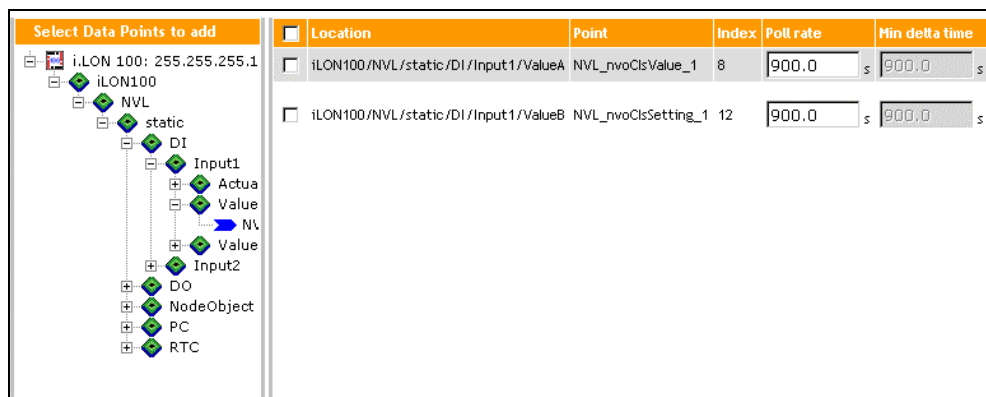 Select Data Points to add
i.LON 100: 255.255.255.1
iLON100
NVL
static
DI
Input1
Actua
Value
NV
Value
Input2
DO
NodeObject
PC
RTC
Location Point Index Poll rate Min delta time
iLON100/NVL/static/DI/Input1/ValueA NVL_nvoClsValue_1 8 900.0 s 900.0 s
iLON100/NVL/static/DI/Input1/ValueB NVL_nvoClsSetting_1 12 900.0 s 900.0 s